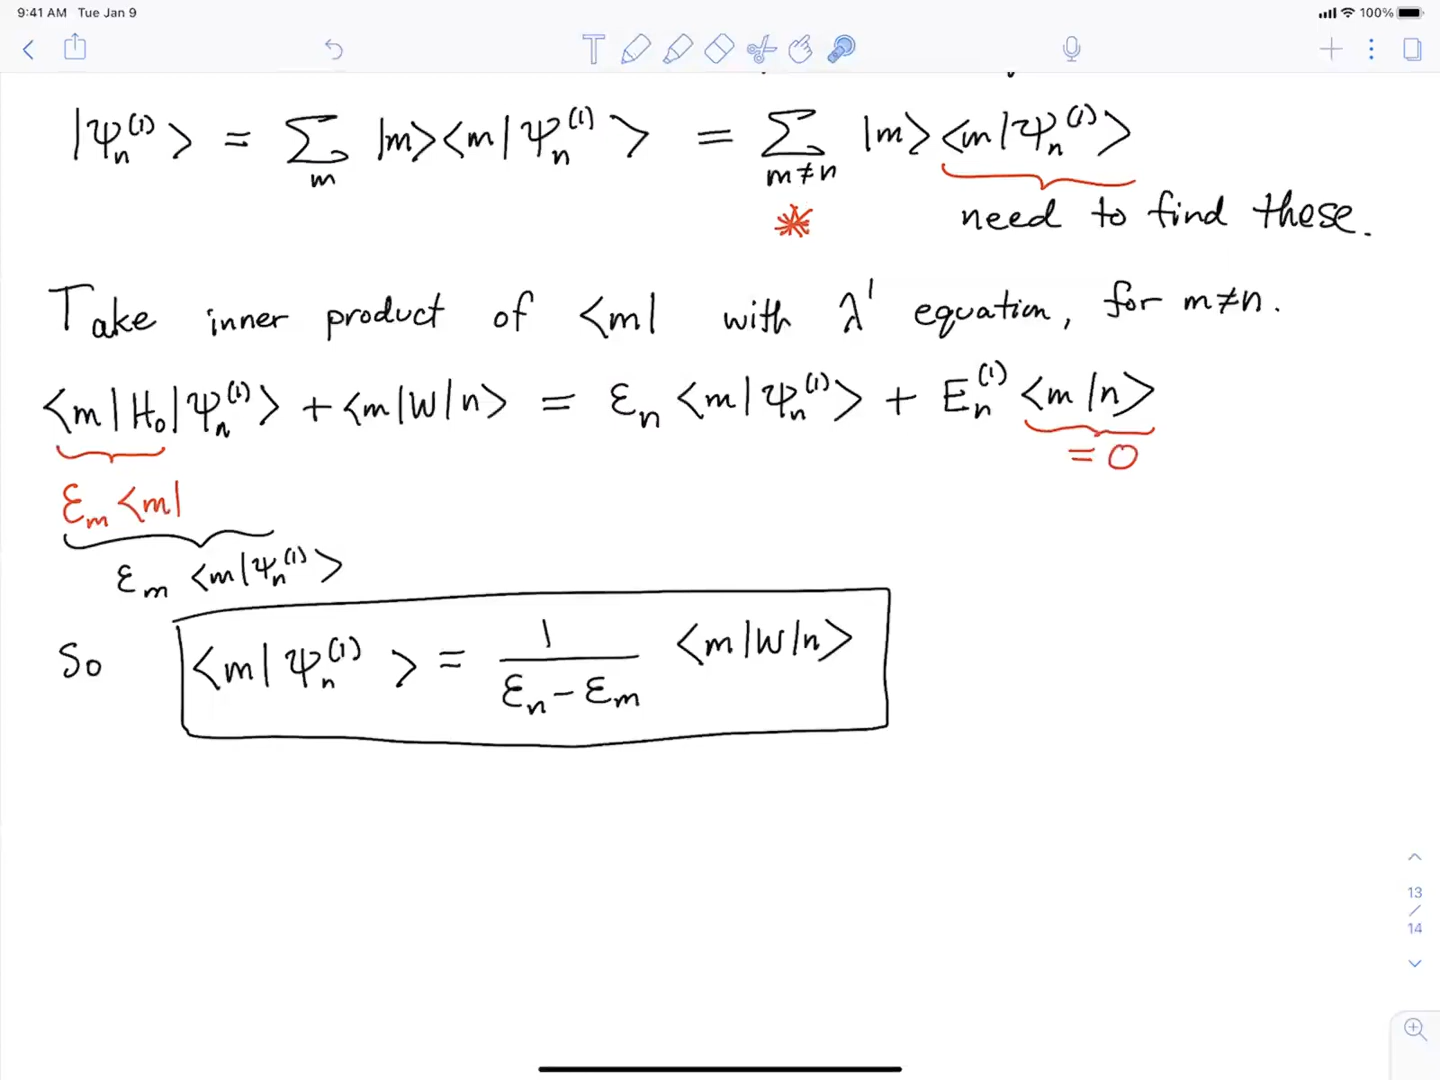 9:41 AM Tue Jan 9 100%
|ψₙ⁽¹⁾> = Σₘ |m><m|ψₙ⁽¹⁾> = Σ_{m≠n} |m><m|ψₙ⁽¹⁾>
* need to find these.
Take inner product of <m| with λ¹ equation, for m≠n.
<m|H₀|ψₙ⁽¹⁾> + <m|W|n> = εₙ <m|ψₙ⁽¹⁾> + Eₙ⁽¹⁾ <m|n>
= 0
εₘ <m|
εₘ <m|ψₙ⁽¹⁾>
So <m|ψₙ⁽¹⁾> = 1/(εₙ - εₘ) <m|W|n>
13
/
14